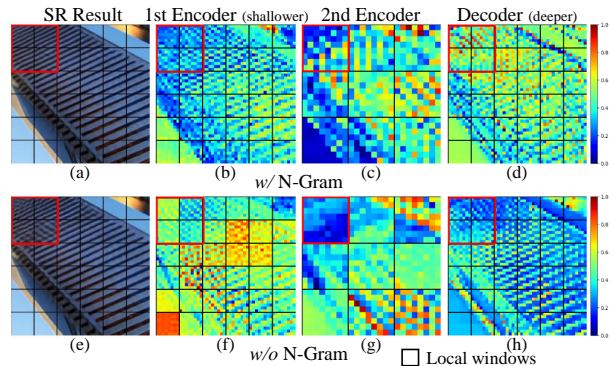 SR Result 1st Encoder (shallower) 2nd Encoder Decoder (deeper)
1.0
0.8
0.6
0.4
0.2
0.0
(a) (b) (c) (d)
w/ N-Gram
1.0
0.8
0.6
0.4
0.2
0.0
(e) (f) (g) (h)
w/o N-Gram Local windows